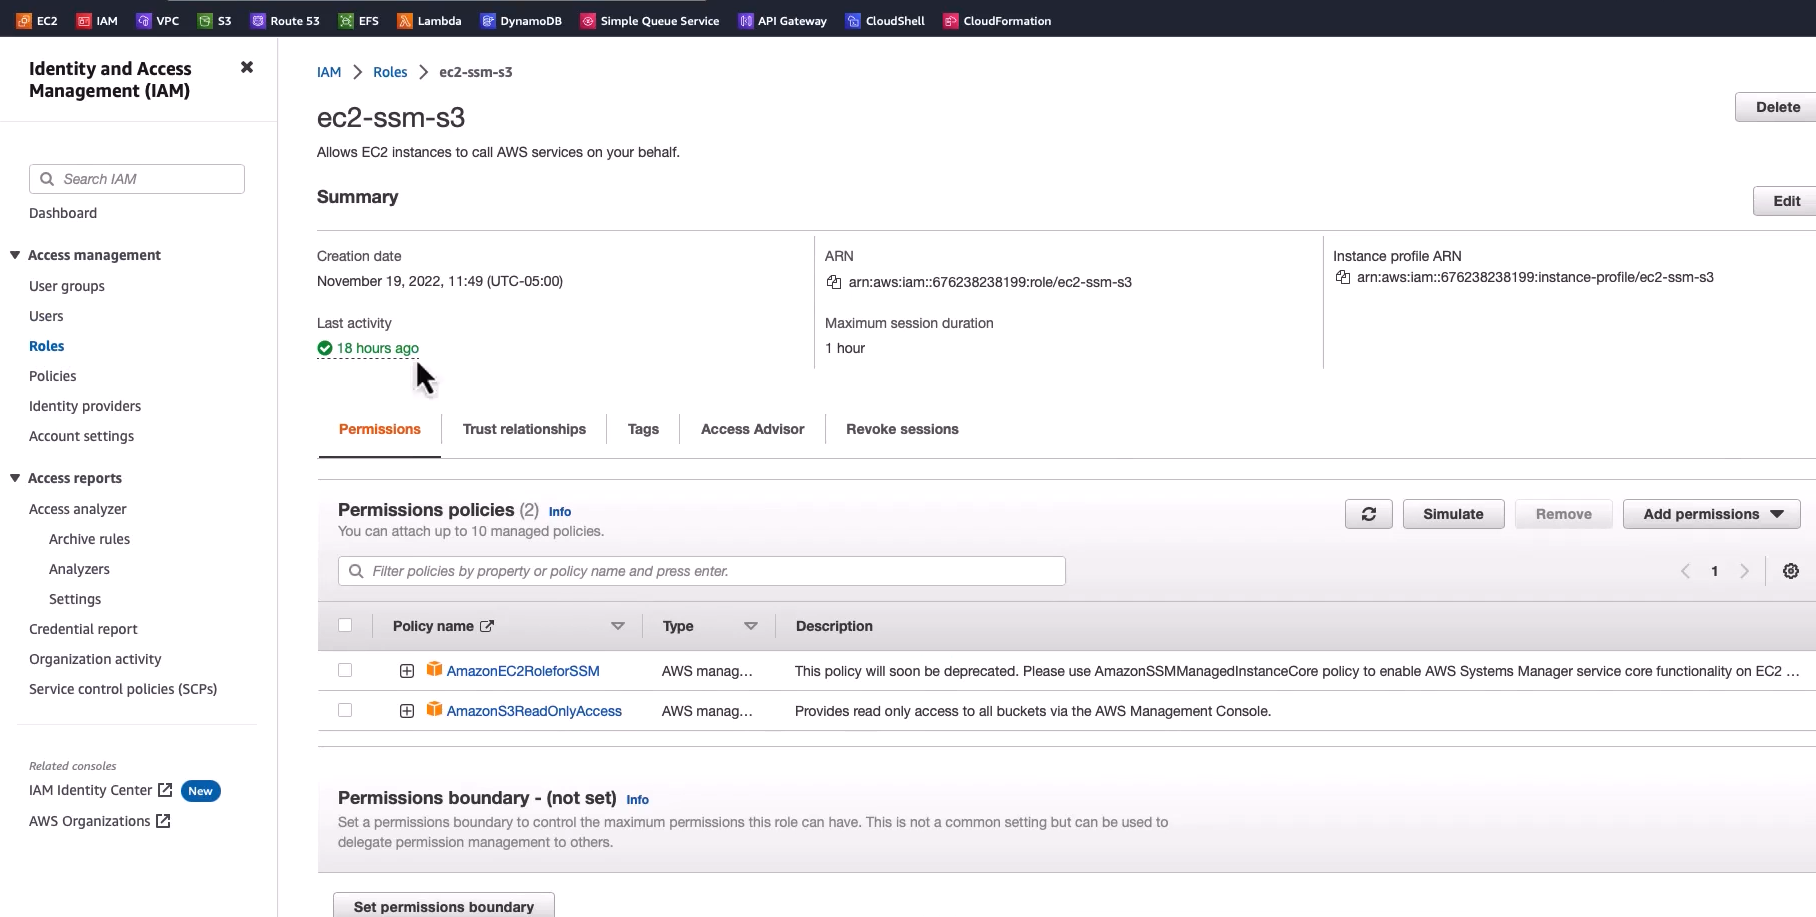 EC2 IAM VPC S3 Route 53 EFS Lambda DynamoDB Simple Queue Service API Gateway CloudShell CloudFormation
Identity and Access
Management (IAM)
Search IAM
Dashboard
Access management
User groups
Users
Roles
Policies
Identity providers
Account settings
Access reports
Access analyzer
Archive rules
Analyzers
Settings
Credential report
Organization activity
Service control policies (SCPs)
Related consoles
IAM Identity Center New
AWS Organizations
IAM Roles ec2-ssm-s3
ec2-ssm-s3
Delete
Allows EC2 instances to call AWS services on your behalf.
Summary
Edit
Creation date
November 19, 2022, 11:49 (UTC-05:00)
Last activity
18 hours ago
ARN
arn:aws:iam::676238238199:role/ec2-ssm-s3
Maximum session duration
1 hour
Instance profile ARN
arn:aws:iam::676238238199:instance-profile/ec2-ssm-s3
Permissions Trust relationships Tags Access Advisor Revoke sessions
Permissions policies (2) Info
You can attach up to 10 managed policies.
Simulate Remove Add permissions
Filter policies by property or policy name and press enter.
1
Policy name Type Description
AmazonEC2RoleforSSM AWS manag... This policy will soon be deprecated. Please use AmazonSSMManagedInstanceCore policy to enable AWS Systems Manager service core functionality on EC2 ...
AmazonS3ReadOnlyAccess AWS manag... Provides read only access to all buckets via the AWS Management Console.
Permissions boundary - (not set) Info
Set a permissions boundary to control the maximum permissions this role can have. This is not a common setting but can be used to
delegate permission management to others.
Set permissions boundary